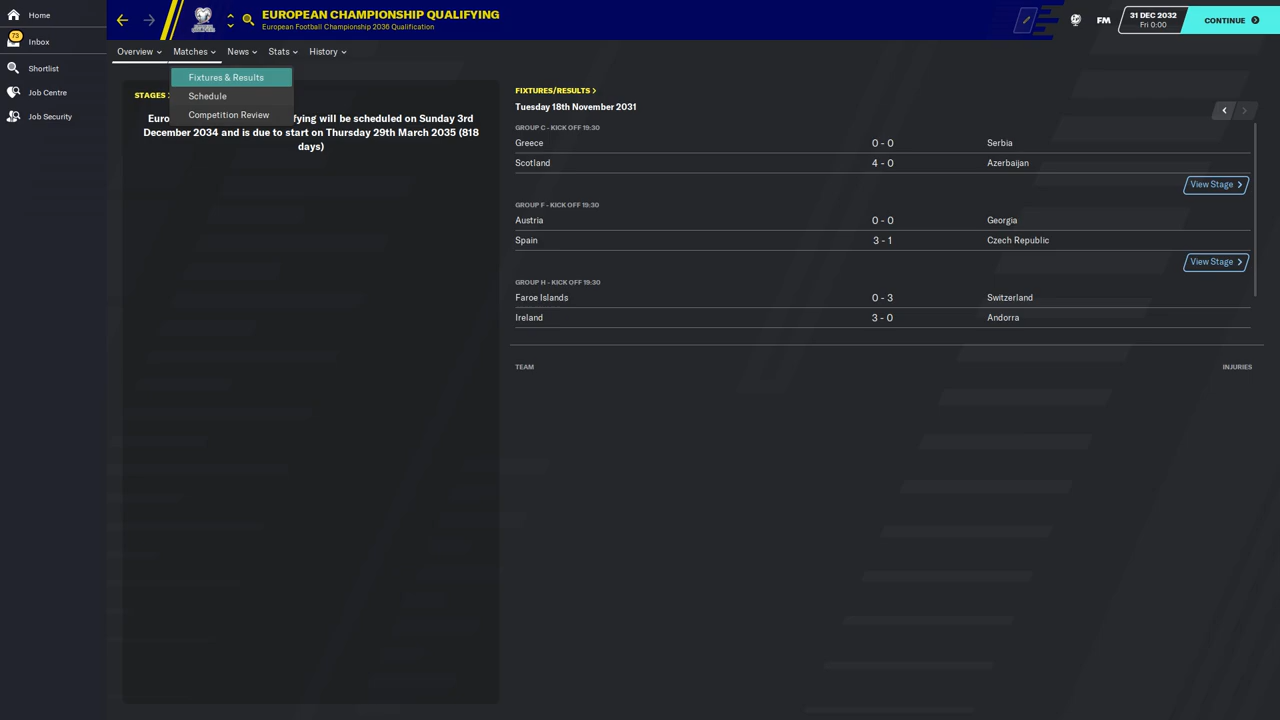 Home
73
Inbox
Shortlist
Job Centre
Job Security
EUROPEAN CHAMPIONSHIP QUALIFYING
European Football Championship 2036 Qualification
FM
31 DEC 2032
Fri 0:00
CONTINUE
Overview
Matches
News
Stats
History
Fixtures & Results
Schedule
Competition Review
STAGES
Euro fying will be scheduled on Sunday 3rd
December 2034 and is due to start on Thursday 29th March 2035 (818
days)
FIXTURES/RESULTS
Tuesday 18th November 2031
GROUP C - KICK OFF 19:30
Greece 0 - 0 Serbia
Scotland 4 - 0 Azerbaijan
View Stage
GROUP F - KICK OFF 19:30
Austria 0 - 0 Georgia
Spain 3 - 1 Czech Republic
View Stage
GROUP H - KICK OFF 19:30
Faroe Islands 0 - 3 Switzerland
Ireland 3 - 0 Andorra
TEAM INJURIES